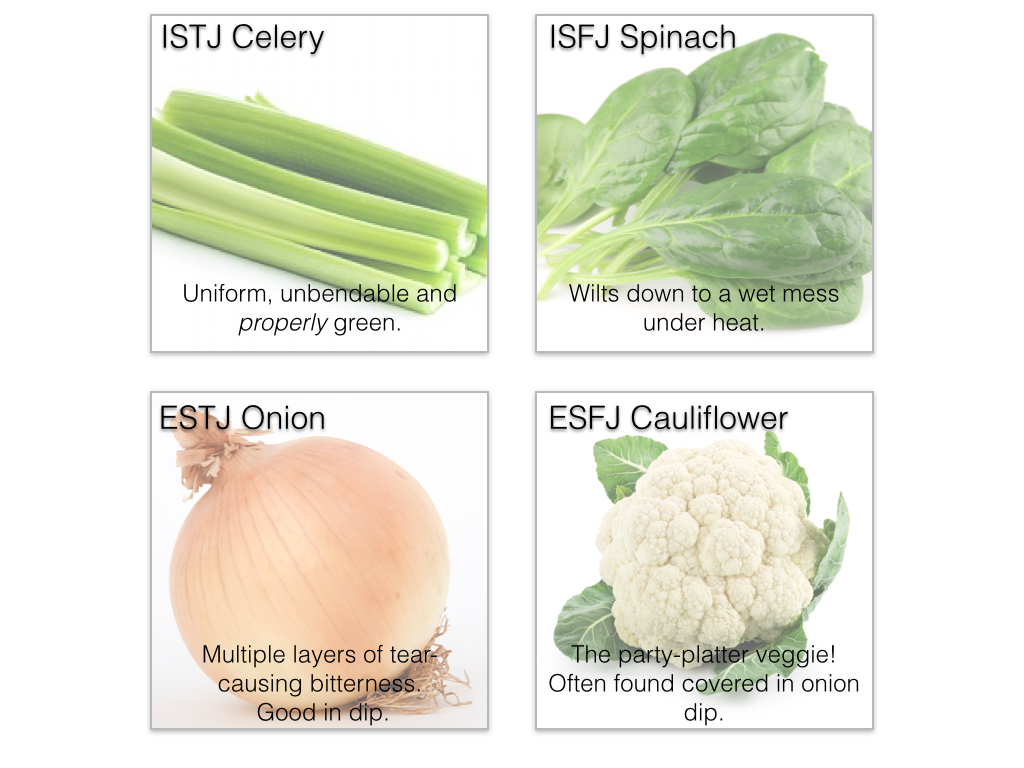 ISTJ Celery
Uniform, unbendable and
properly green.
ISFJ Spinach
Wilts down to a wet mess
under heat.
ESTJ Onion
Multiple layers of tear-
causing bitterness.
Good in dip.
ESFJ Cauliflower
The party-platter veggie!
Often found covered in onion
dip.